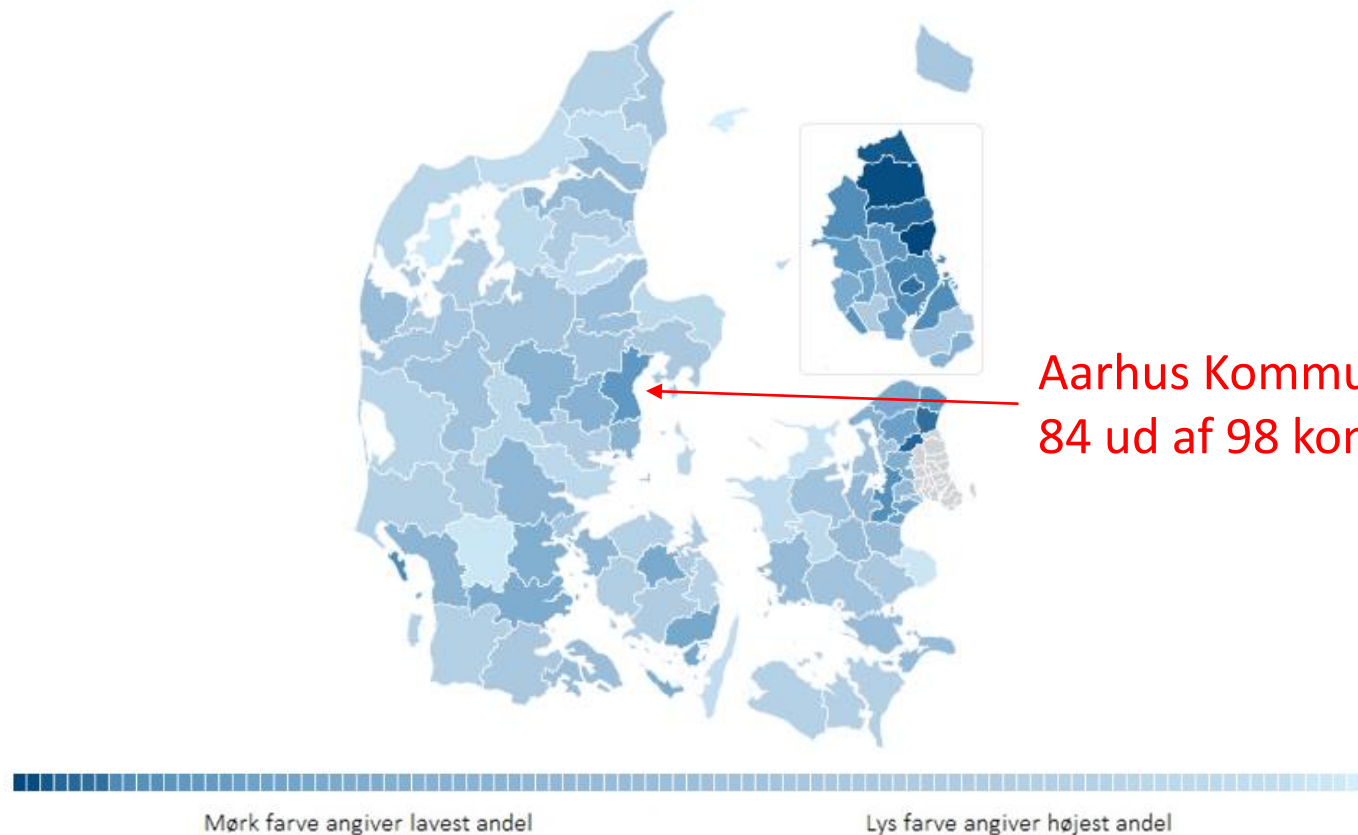 Aarhus Kommu
84 ud af 98 kor
Mørk farve angiver lavest andel
Lys farve angiver højest andel